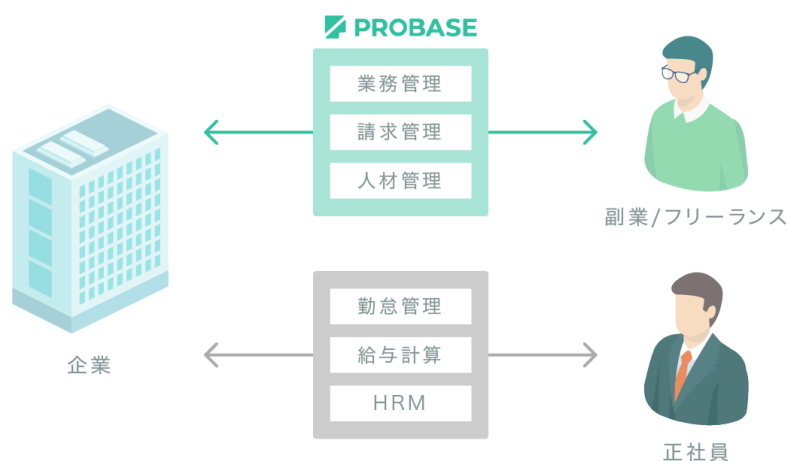 PROBASE
業務管理
請求管理
人材管理
副業/フリーランス
企業
勤怠管理
給与計算
HRM
正社員